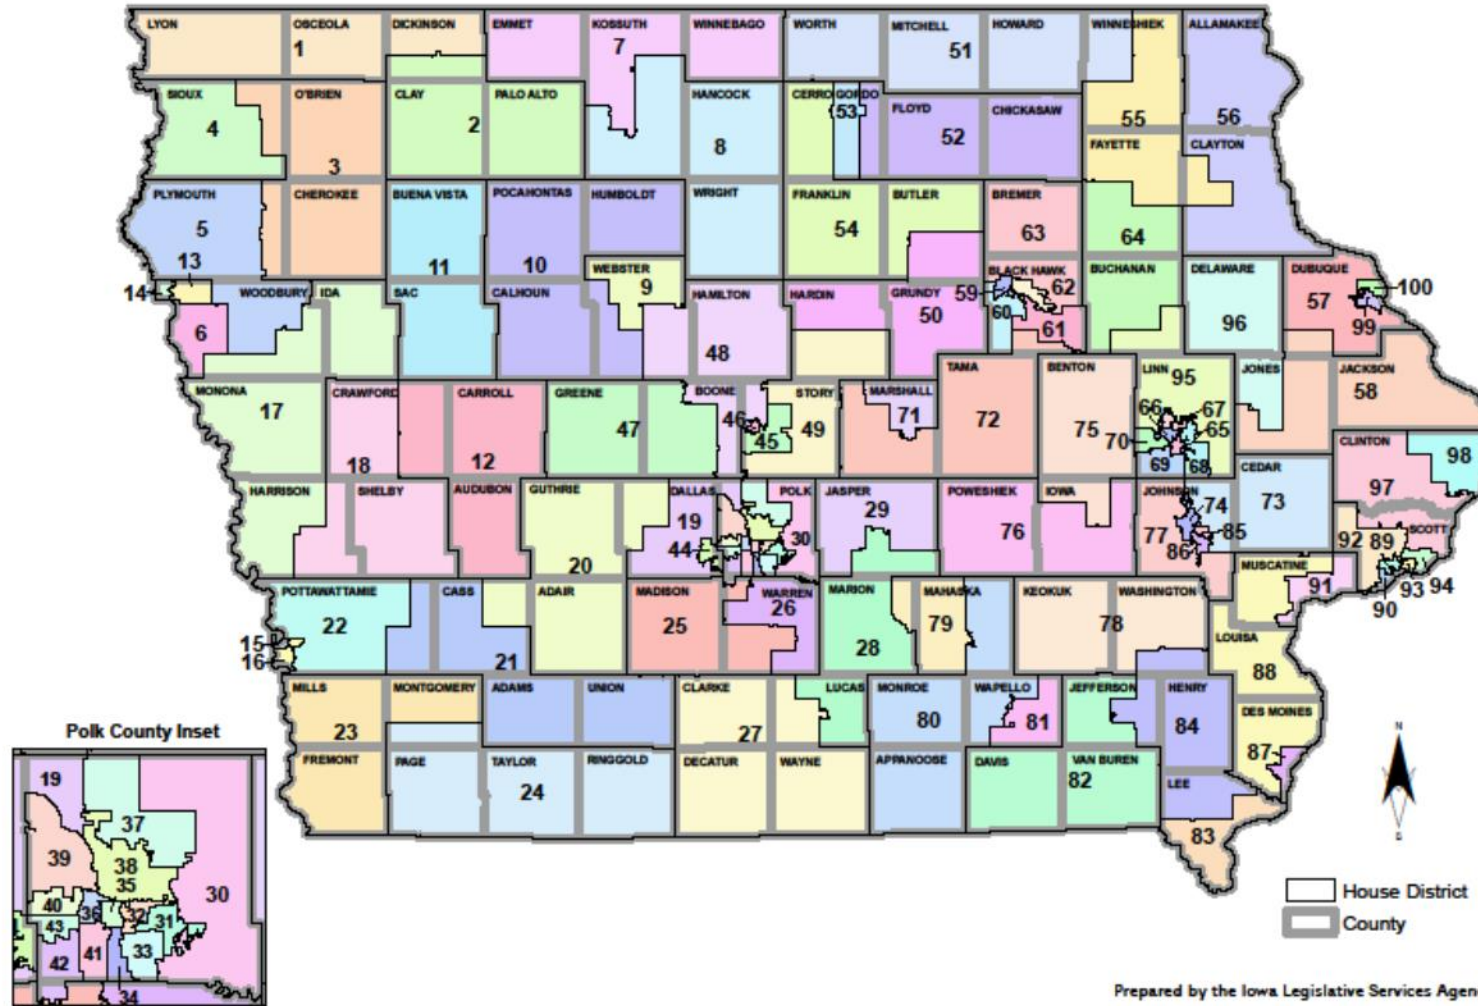 LYON OSCEOLA DICKINSON EMMET KOSSUTH WINNEBAGO WORTH MITCHELL HOWARD WINNESHIEK ALLAMAKEE
1 7 51
SIOUX O'BRIEN CLAY PALO ALTO HANCOCK CERRO GORDO FLOYD CHICKASAW
4 3 2 8 53 52 55 56
FAYETTE CLAYTON
PLYMOUTH CHEROKEE BUENA VISTA POCAHONTAS HUMBOLDT WRIGHT FRANKLIN BUTLER BREMER
5 11 10 54 63 64
13 WEBSTER BLACK HAWK BUCHANAN DELAWARE DUBUQUE
14 WOODBURY IDA SAC CALHOUN 9 HAMILTON HARDIN GRUNDY 59 62 57 100
6 48 50 60 61 96 99
MONONA CRAWFORD CARROLL GREENE BOONE STORY MARSHALL TAMA BENTON LINN JONES JACKSON
17 18 12 47 46 45 49 71 72 75 95 58
66 67 65 70 69 68
HARRISON SHELBY AUDUBON GUTHRIE DALLAS POLK JASPER POWESHIEK IOWA JOHNSON CEDAR CLINTON
20 19 44 30 29 76 77 74 85 86 73 97 98
SCOTT
92 89
POTTAWATTAMIE CASS ADAIR MADISON WARREN MARION MAHASKA KEOKUK WASHINGTON MUSCATINE
91 90 93 94
15 16 22 21 25 26 28 79 78
LOUISA
88
MILLS MONTGOMERY ADAMS UNION CLARKE LUCAS MONROE WAPELLO JEFFERSON HENRY DES MOINES
23 27 80 81 84 87
FREMONT PAGE TAYLOR RINGGOLD DECATUR WAYNE APPANOOSE DAVIS VAN BUREN LEE
24 82 83
Polk County Inset
19
37
39
38
35
30
40 36 32 31
43
42 41 33
34
N
S
House District
County
Prepared by the Iowa Legislative Services Agen